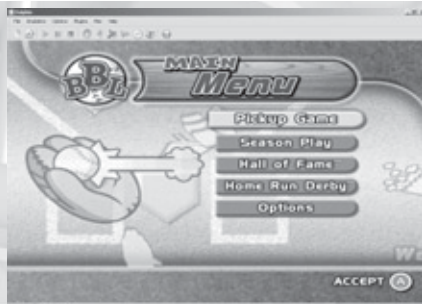 BBL
MAIN
Menu
Pickup Game
Season Play
Hall of Fame
Home Run Derby
Options
ACCEPT A